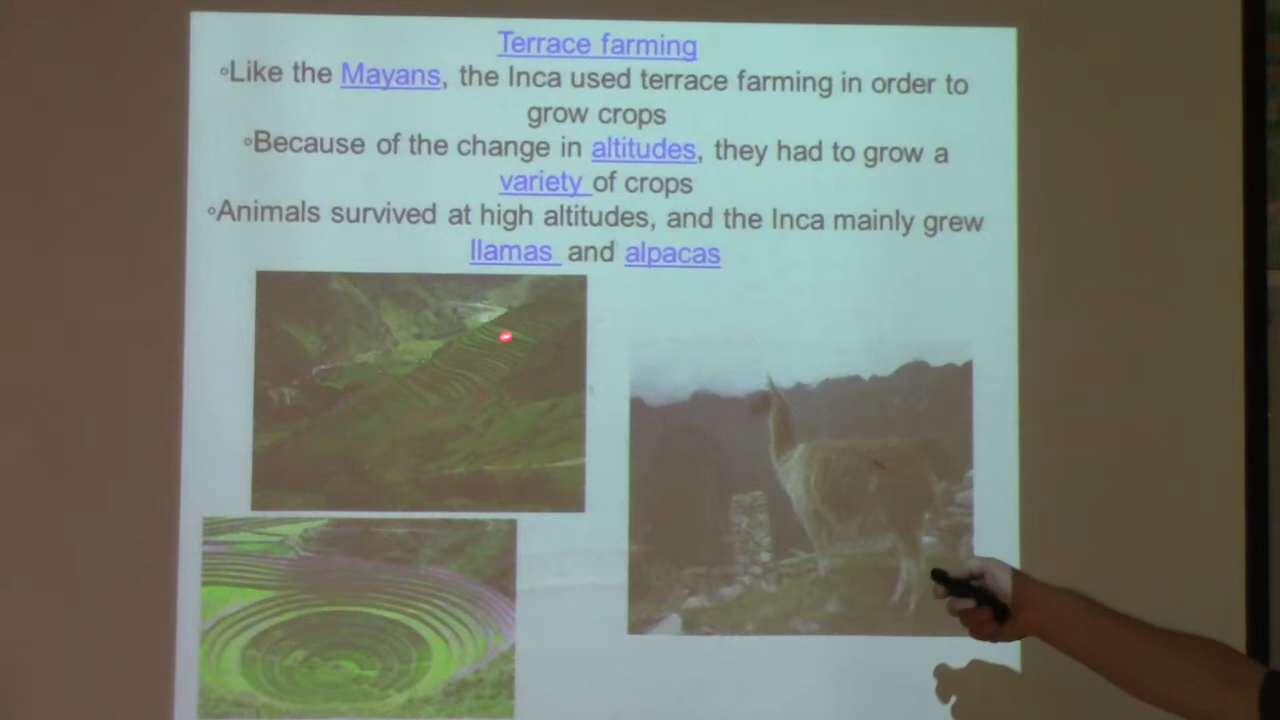 Terrace farming
◦Like the Mayans, the Inca used terrace farming in order to
grow crops
◦Because of the change in altitudes, they had to grow a
variety of crops
◦Animals survived at high altitudes, and the Inca mainly grew
llamas and alpacas